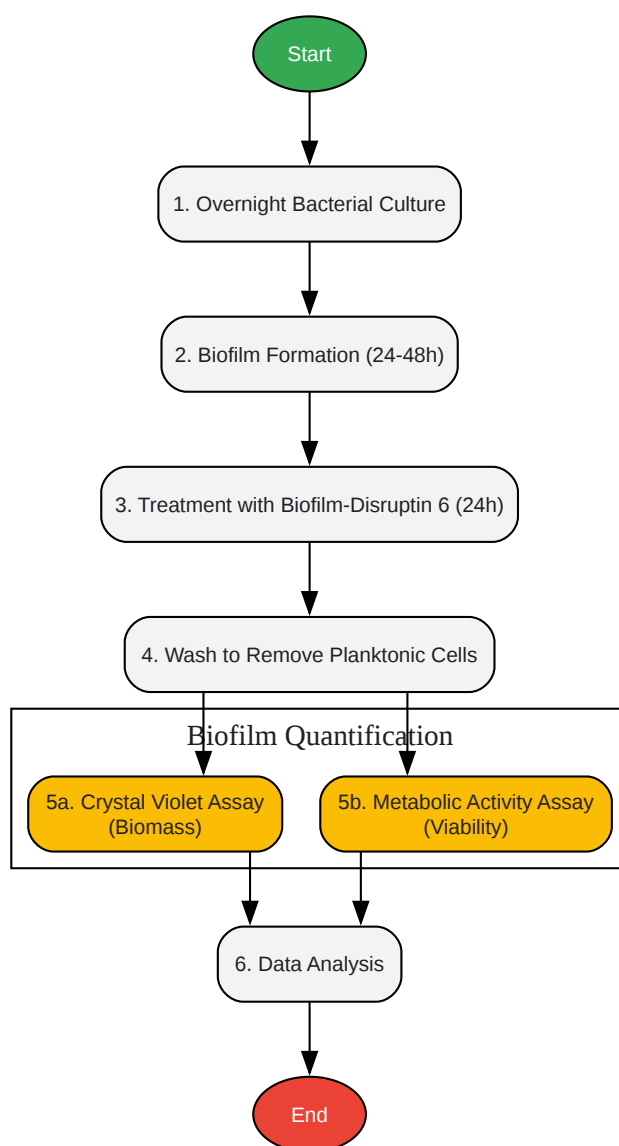 Start
1. Overnight Bacterial Culture
2. Biofilm Formation (24-48h)
3. Treatment with Biofilm-Disruptin 6 (24h)
4. Wash to Remove Planktonic Cells
Biofilm Quantification
5a. Crystal Violet Assay
(Biomass)
5b. Metabolic Activity Assay
(Viability)
6. Data Analysis
End